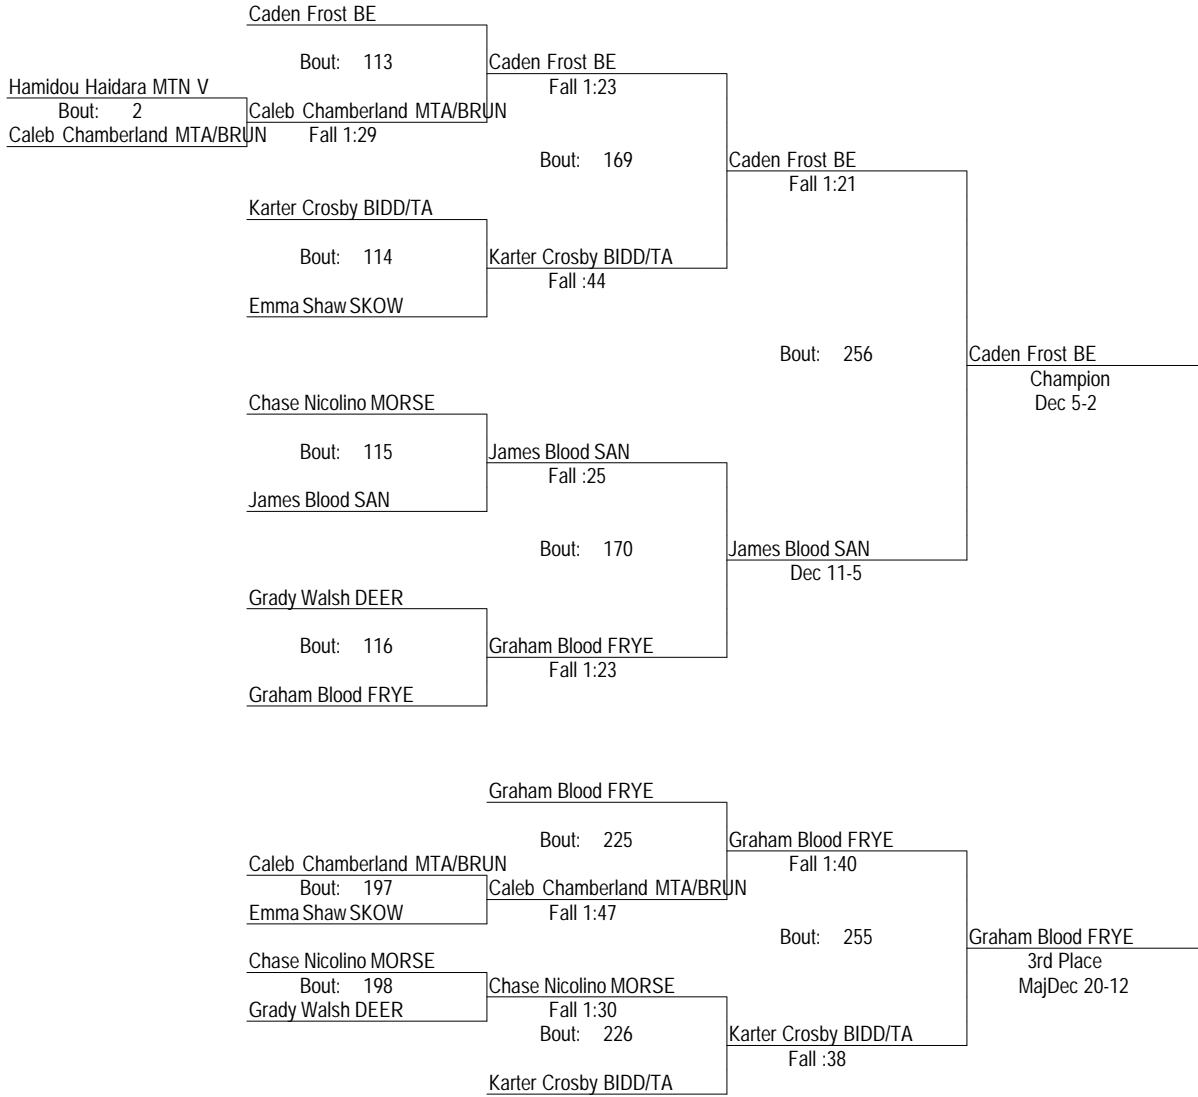 Caden Frost BE
Bout: 113
Caden Frost BE
Fall 1:23
Hamidou Haidara MTN V
Bout: 2
Caleb Chamberland MTA/BRUN
Caleb Chamberland MTA/BRUN
Fall 1:29
Bout: 169
Caden Frost BE
Fall 1:21
Karter Crosby BIDD/TA
Bout: 114
Karter Crosby BIDD/TA
Fall :44
Emma Shaw SKOW
Bout: 256
Caden Frost BE
Champion
Dec 5-2
Chase Nicolino MORSE
Bout: 115
James Blood SAN
Fall :25
James Blood SAN
Bout: 170
James Blood SAN
Dec 11-5
Grady Walsh DEER
Bout: 116
Graham Blood FRYE
Fall 1:23
Graham Blood FRYE
Graham Blood FRYE
Bout: 225
Graham Blood FRYE
Fall 1:40
Caleb Chamberland MTA/BRUN
Bout: 197
Caleb Chamberland MTA/BRUN
Emma Shaw SKOW
Fall 1:47
Bout: 255
Graham Blood FRYE
3rd Place
MajDec 20-12
Chase Nicolino MORSE
Bout: 198
Chase Nicolino MORSE
Grady Walsh DEER
Fall 1:30
Bout: 226
Karter Crosby BIDD/TA
Fall :38
Karter Crosby BIDD/TA